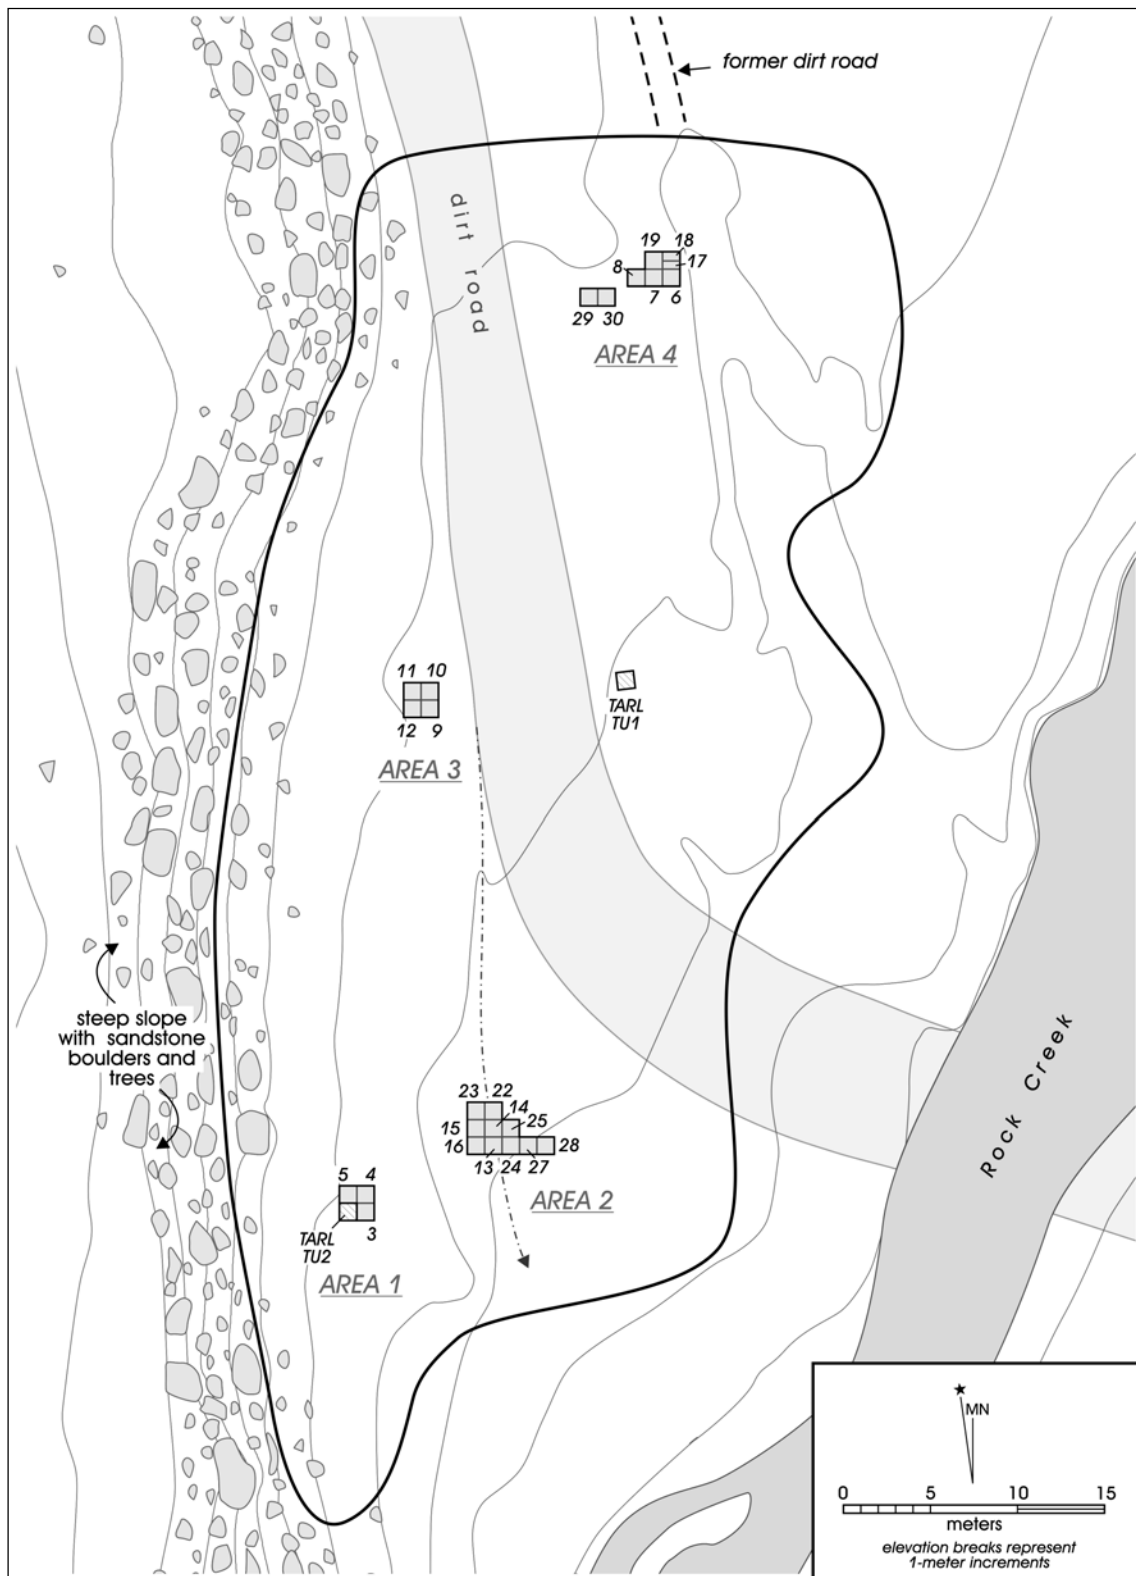 former dirt road
dirt road
19 18
8 17
7 6
29 30
AREA 4
11 10
12 9
AREA 3
TARL
TU1
steep slope
with sandstone
boulders and
trees
Rock Creek
23 22
14
15 25
16 28
13 24 27
AREA 2
5 4
TARL
TU2
3
AREA 1
MN
0 5 10 15
meters
elevation breaks represent
1-meter increments